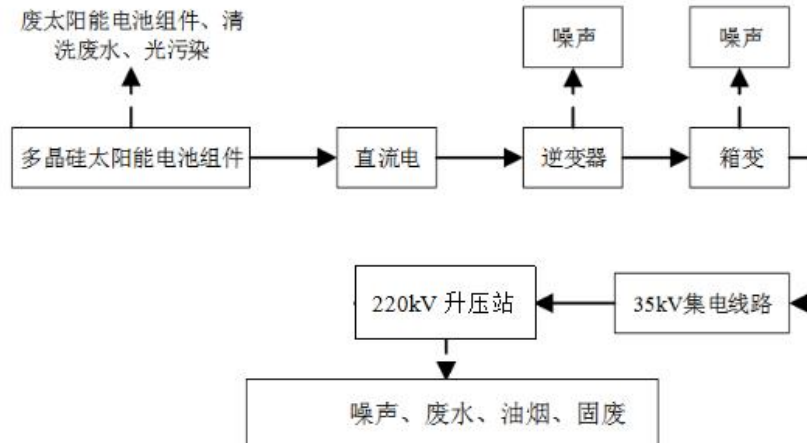 废太阳能电池组件、清
洗废水、光污染
噪声
噪声
多晶硅太阳能电池组件
直流电
逆变器
箱变
220kV 升压站
35kV集电线路
噪声、废水、油烟、固废